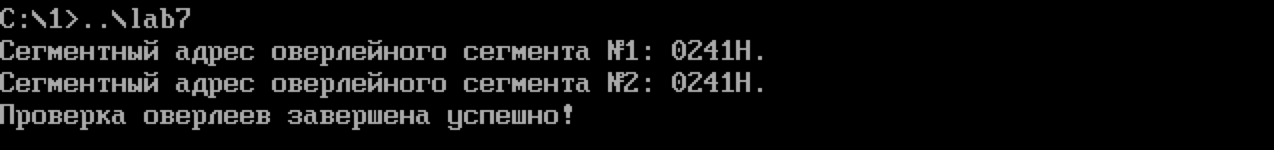 C:\1>..\lab7
Сегментный адрес оверлейного сегмента №1: 0241H.
Сегментный адрес оверлейного сегмента №2: 0241H.
Проверка оверлеев завершена успешно!